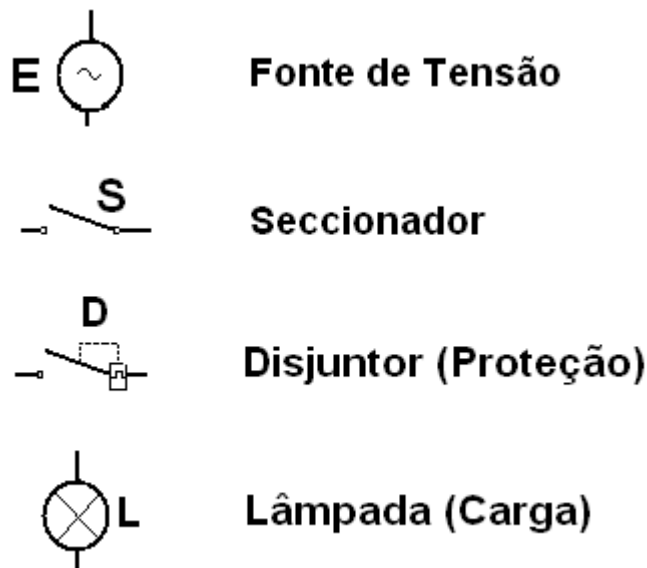 E Fonte de Tensão
S
Seccionador
D
Disjuntor (Proteção)
L Lâmpada (Carga)